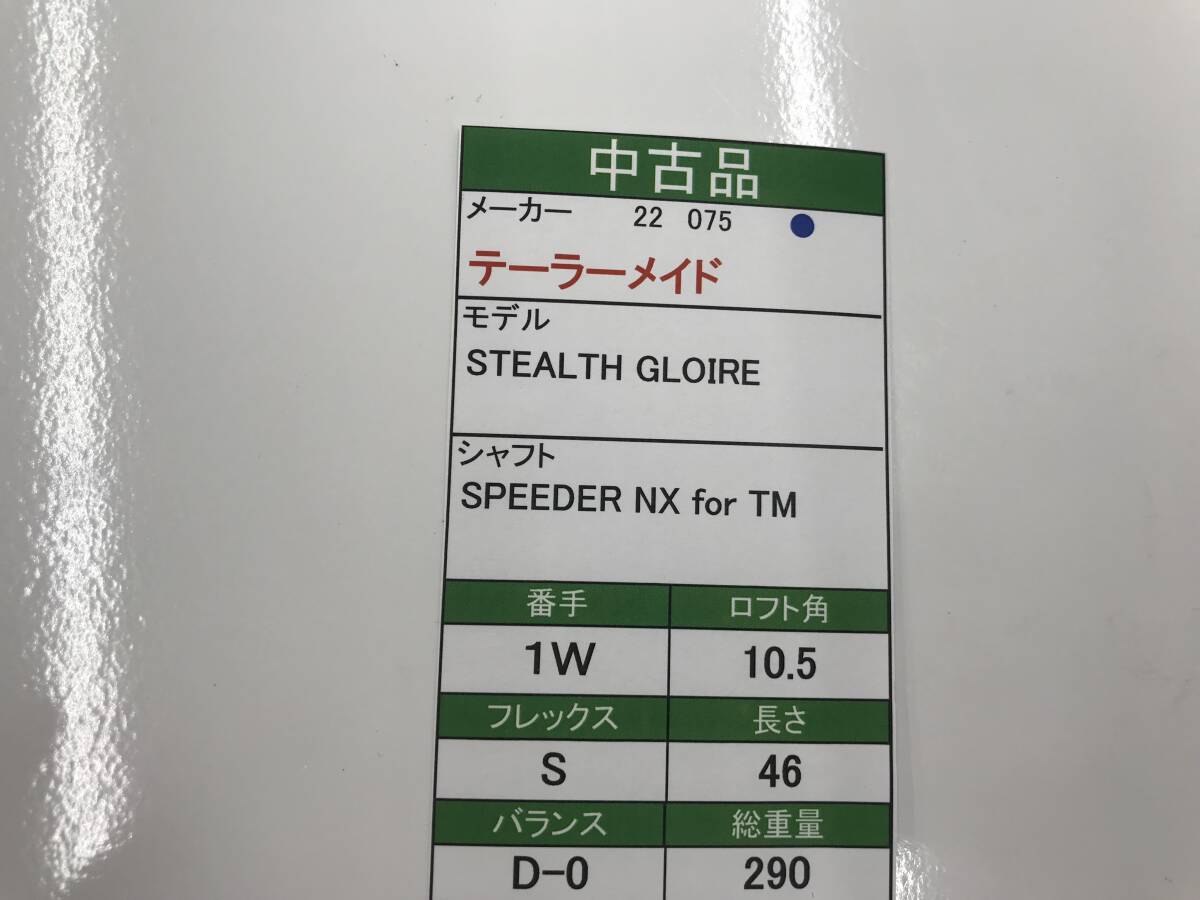 中古品
メーカー 22 075
テーラーメイド
モデル
STEALTH GLOIRE
シャフト
SPEEDER NX for TM
番手 ロフト角
1W 10.5
フレックス 長さ
S 46
バランス 総重量
D-0 290